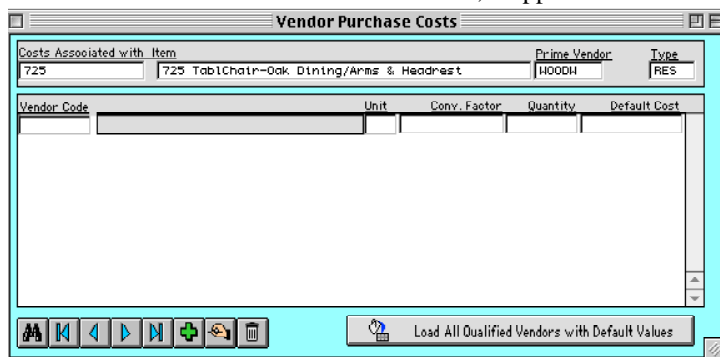 Vendor Purchase Costs
Costs Associated with Item Prime Vendor Type
725 725 TablChair-Oak Dining/Arms & Headrest WOODW RES
Vendor Code Unit Conv. Factor Quantity Default Cost
Load All Qualified Vendors with Default Values